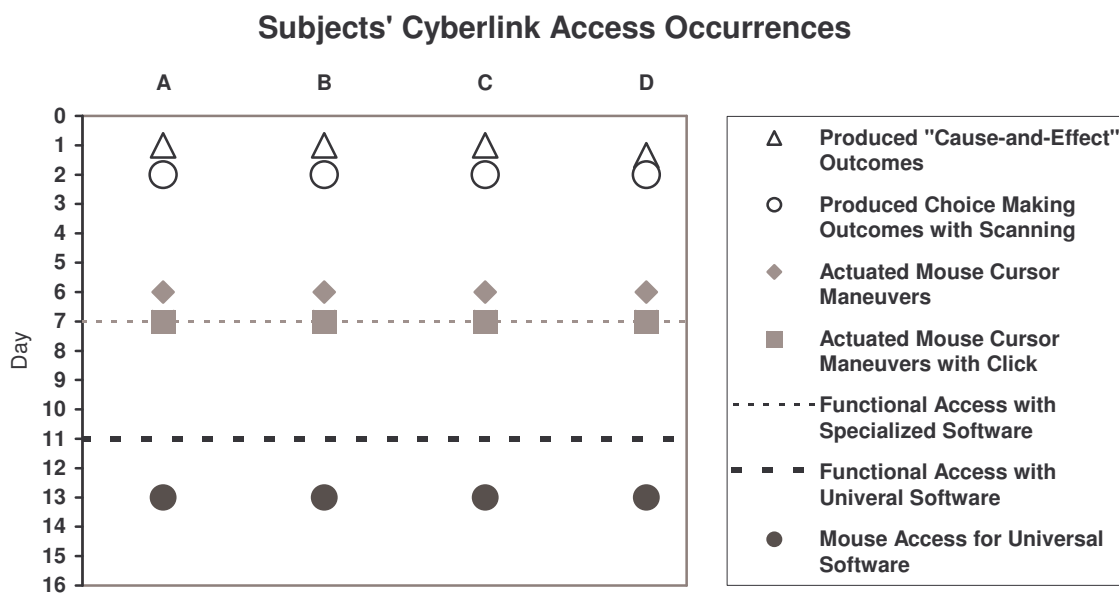 Subjects' Cyberlink Access Occurrences
A B C D
0
1
2
3
4
5
6
7
8
9
10
11
12
13
14
15
16
Day
Produced "Cause-and-Effect"
Outcomes
Produced Choice Making
Outcomes with Scanning
Actuated Mouse Cursor
Maneuvers
Actuated Mouse Cursor
Maneuvers with Click
Functional Access with
Specialized Software
Functional Access with
Univeral Software
Mouse Access for Universal
Software